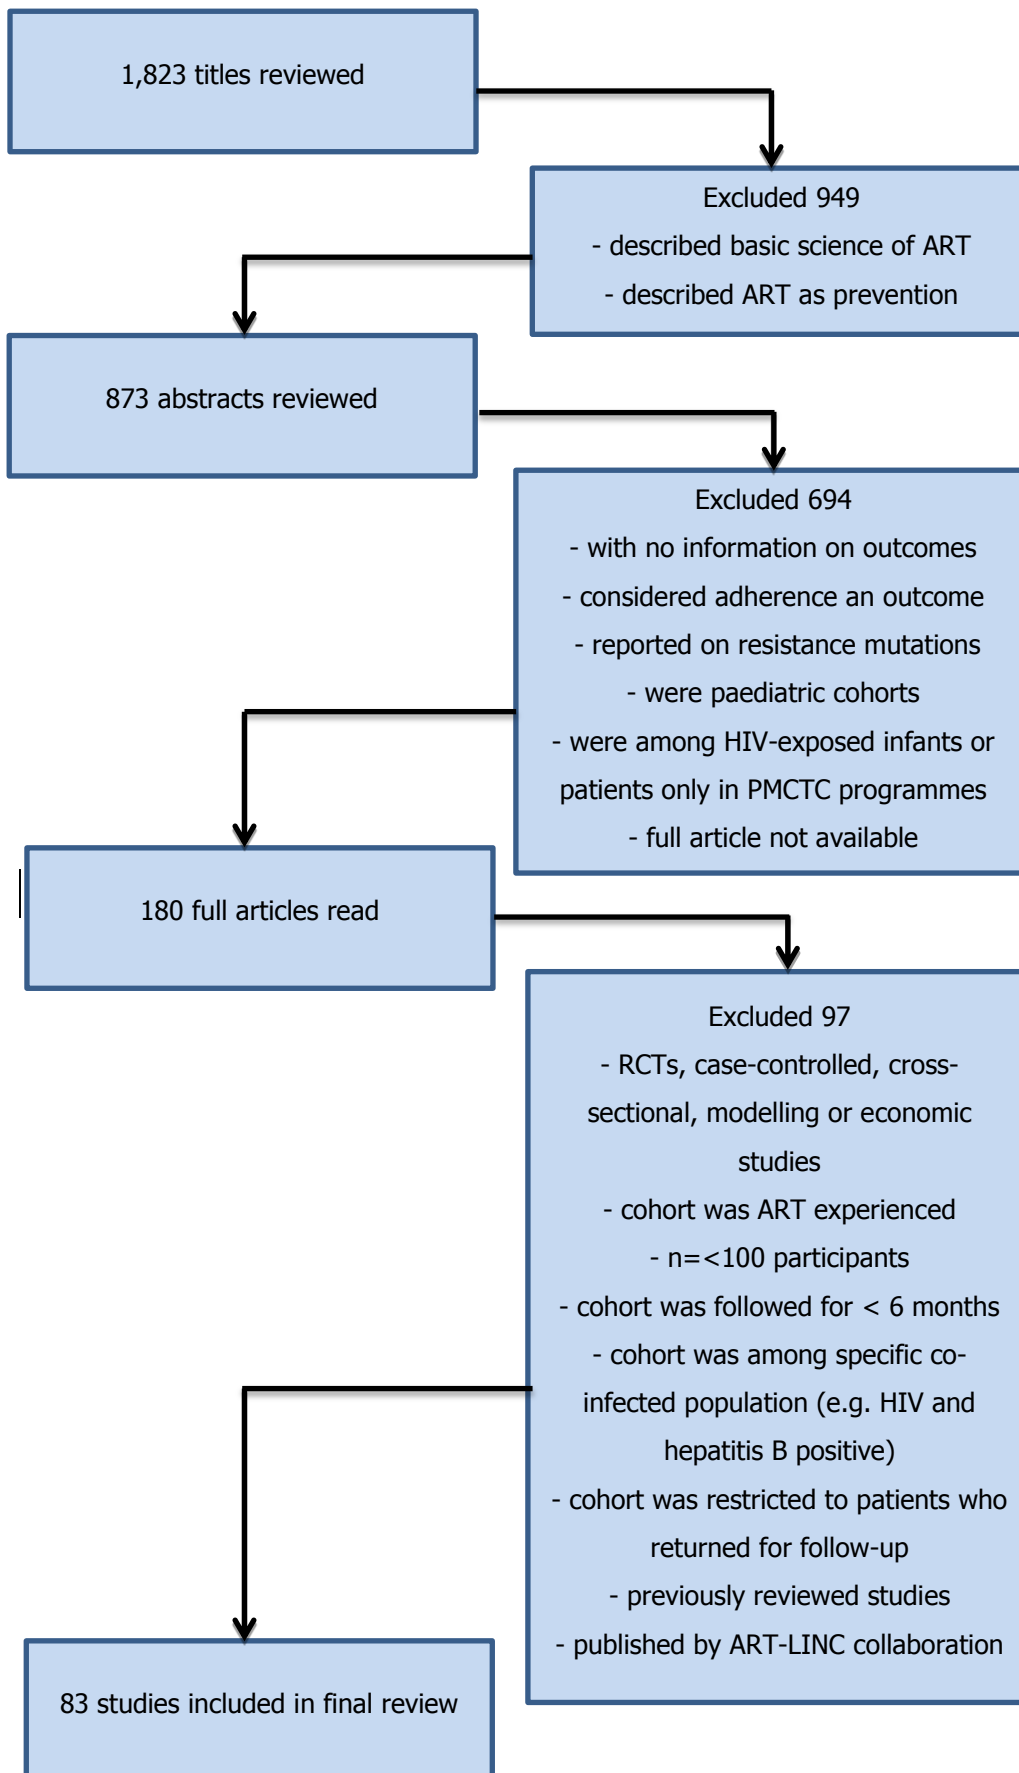 1,823 titles reviewed
Excluded 949
- described basic science of ART
- described ART as prevention
873 abstracts reviewed
Excluded 694
- with no information on outcomes
- considered adherence an outcome
- reported on resistance mutations
- were paediatric cohorts
- were among HIV-exposed infants or
patients only in PMCTC programmes
- full article not available
180 full articles read
Excluded 97
- RCTs, case-controlled, cross-
sectional, modelling or economic
studies
- cohort was ART experienced
- n=<100 participants
- cohort was followed for < 6 months
- cohort was among specific co-
infected population (e.g. HIV and
hepatitis B positive)
- cohort was restricted to patients who
returned for follow-up
- previously reviewed studies
- published by ART-LINC collaboration
83 studies included in final review